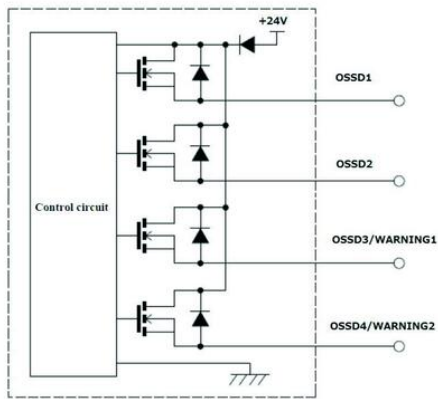 +24V
OSSD1
OSSD2
Control circuit
OSSD3/WARNING1
OSSD4/WARNING2